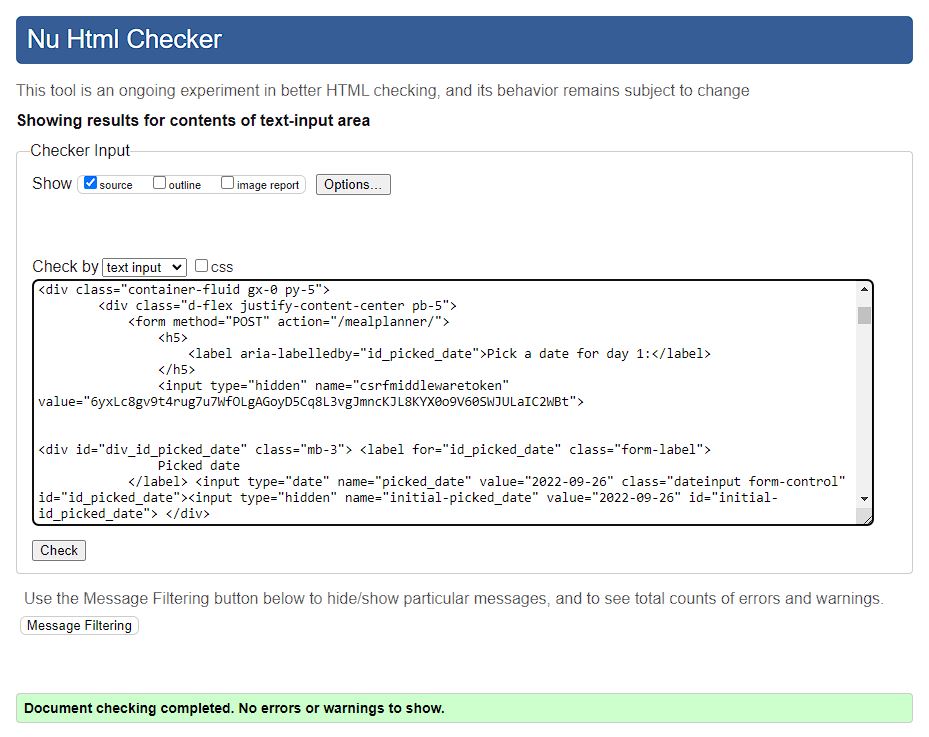 Nu Html Checker
This tool is an ongoing experiment in better HTML checking, and its behavior remains subject to change
Showing results for contents of text-input area
Checker Input
Show source outline image report Options...
Check by text input css
<div class="container-fluid gx-0 py-5">
<div class="d-flex justify-content-center pb-5">
<form method="POST" action="/mealplanner/">
<h5>
<label aria-labelledby="id_picked_date">Pick a date for day 1:</label>
</h5>
<input type="hidden" name="csrfmiddlewaretoken"
value="6yxLc8gv9t4rug7u7WfOLgAGoyD5Cq8L3vgJmncKJL8KYX0o9V60SWJULaIC2WBt">
<div id="div_id_picked_date" class="mb-3"> <label for="id_picked_date" class="form-label">
Picked date
</label> <input type="date" name="picked_date" value="2022-09-26" class="dateinput form-control"
id="id_picked_date"><input type="hidden" name="initial-picked_date" value="2022-09-26" id="initial-
id_picked_date"> </div>
Check
Use the Message Filtering button below to hide/show particular messages, and to see total counts of errors and warnings.
Message Filtering
Document checking completed. No errors or warnings to show.